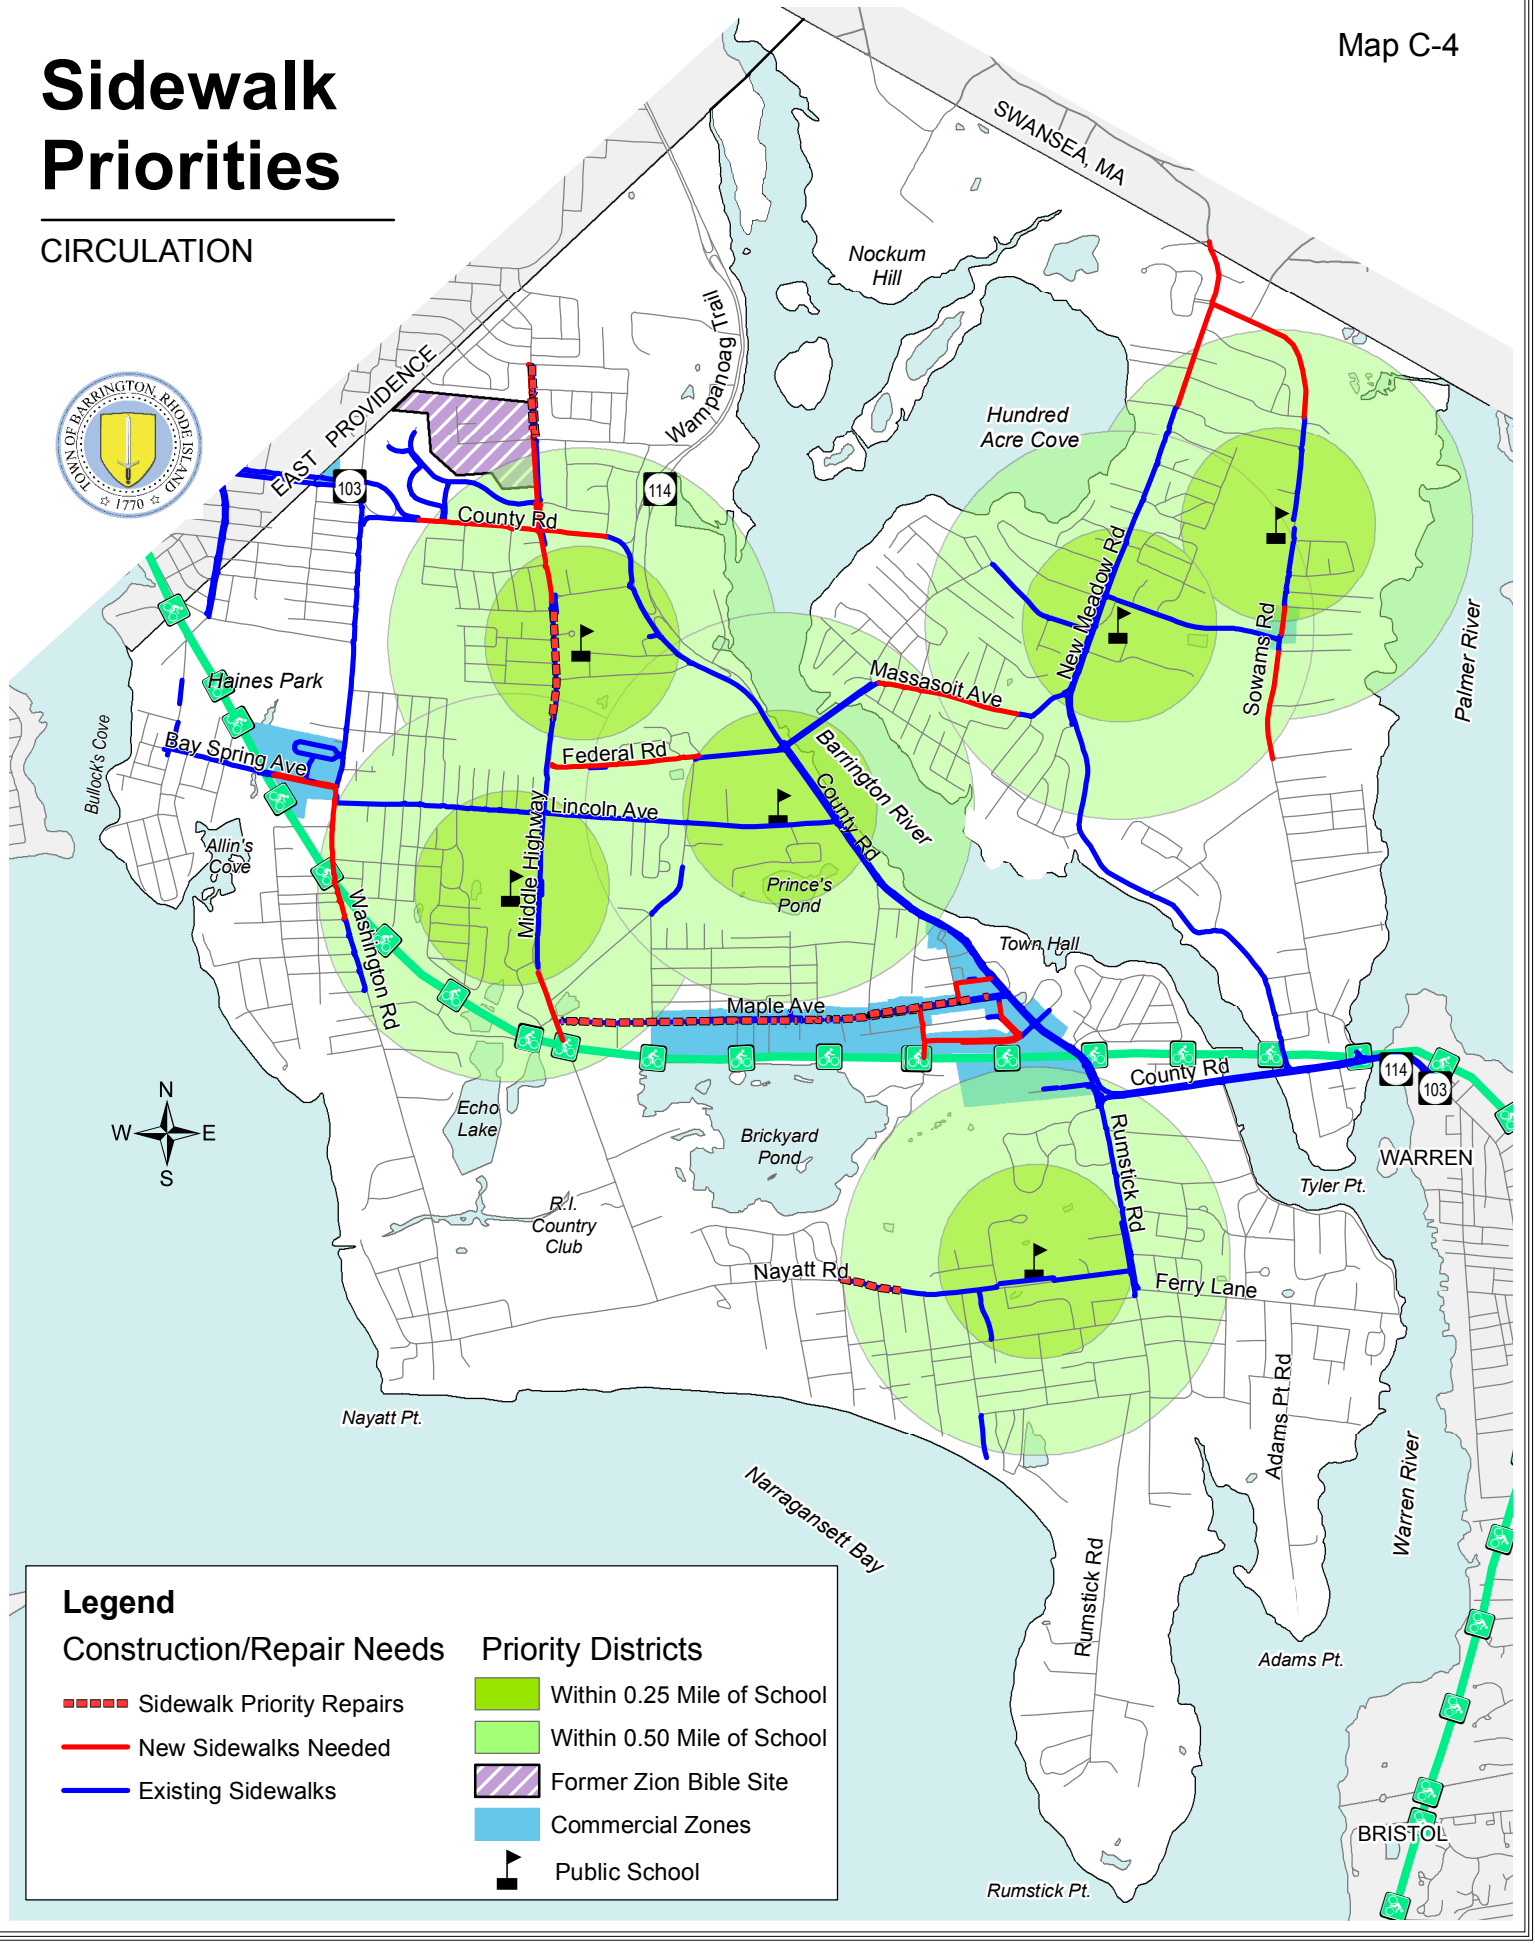 Map C-4
Sidewalk
Priorities
CIRCULATION
SWANSEA, MA
Nockum
Hill
Wampanoag Trail
EAST PROVIDENCE
TOWN OF BARRINGTON, RHODE ISLAND
1770
Hundred
Acre Cove
103
114
County Rd
New Meadow Rd
Sowams Rd
Palmer River
Haines Park
Massasoit Ave
Bay Spring Ave
Federal Rd
Barrington River
Bullock's Cove
Lincoln Ave
County Rd
Middle Highway
Allin's
Cove
Prince's
Pond
Washington Rd
Town Hall
Maple Ave
County Rd
114
103
N
W
E
S
Echo
Lake
Brickyard
Pond
Rumstick Rd
WARREN
Tyler Pt.
R.I.
Country
Club
Nayatt Rd
Ferry Lane
Adams Pt Rd
Nayatt Pt.
Warren River
Narragansett Bay
Rumstick Rd
Adams Pt.
BRISTOL
Rumstick Pt.
Legend
Construction/Repair Needs
Sidewalk Priority Repairs
New Sidewalks Needed
Existing Sidewalks
Priority Districts
Within 0.25 Mile of School
Within 0.50 Mile of School
Former Zion Bible Site
Commercial Zones
Public School